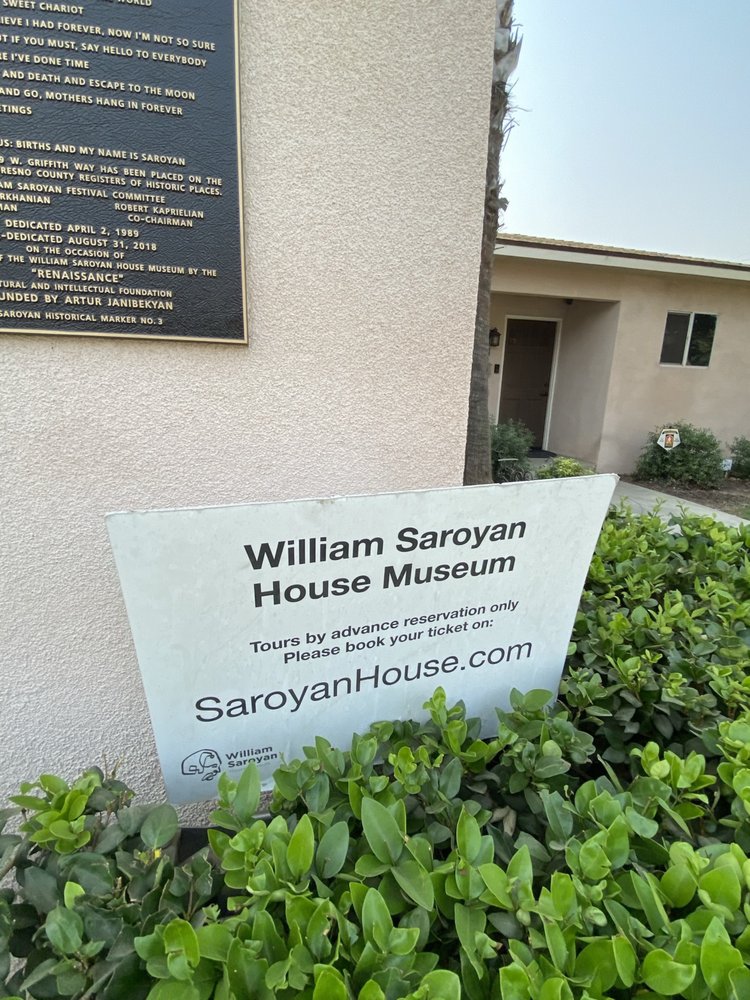 WORLD
SWEET CHARIOT
IEVE I HAD FOREVER, NOW I'M NOT SO SURE
UT IF YOU MUST, SAY HELLO TO EVERYBODY
RE I'VE DONE TIME
AND DEATH AND ESCAPE TO THE MOON
AND GO, MOTHERS HANG IN FOREVER
ETINGS
US: BIRTHS AND MY NAME IS SAROYAN
9 W. GRIFFITH WAY HAS BEEN PLACED ON THE
RESNO COUNTY REGISTERS OF HISTORIC PLACES.
AM SAROYAN FESTIVAL COMMITTEE
RKHANIAN ROBERT KAPRIELIAN
MAN CO-CHAIRMAN
DEDICATED APRIL 2, 1989
-DEDICATED AUGUST 31, 2018
ON THE OCCASION OF
F THE WILLIAM SAROYAN HOUSE MUSEUM BY THE
"RENAISSANCE"
TURAL AND INTELLECTUAL FOUNDATION
UNDED BY ARTUR JANIBEKYAN
SAROYAN HISTORICAL MARKER NO. 3
William Saroyan
House Museum
Tours by advance reservation only
Please book your ticket on:
SaroyanHouse.com
William
Saroyan